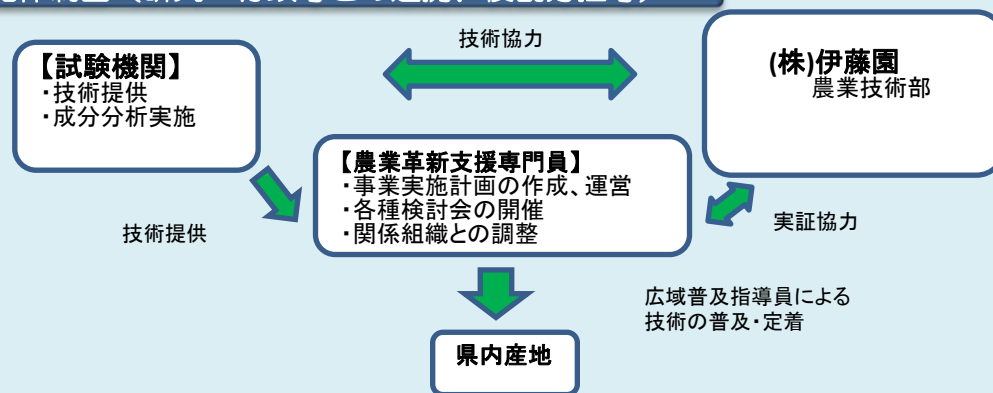 技術協力
【試験機関】
・技術提供
・成分分析実施
(株)伊藤園
農業技術部
【農業革新支援専門員】
・事業実施計画の作成、運営
・各種検討会の開催
・関係組織との調整
技術提供
実証協力
広域普及指導員による
技術の普及・定着
県内産地